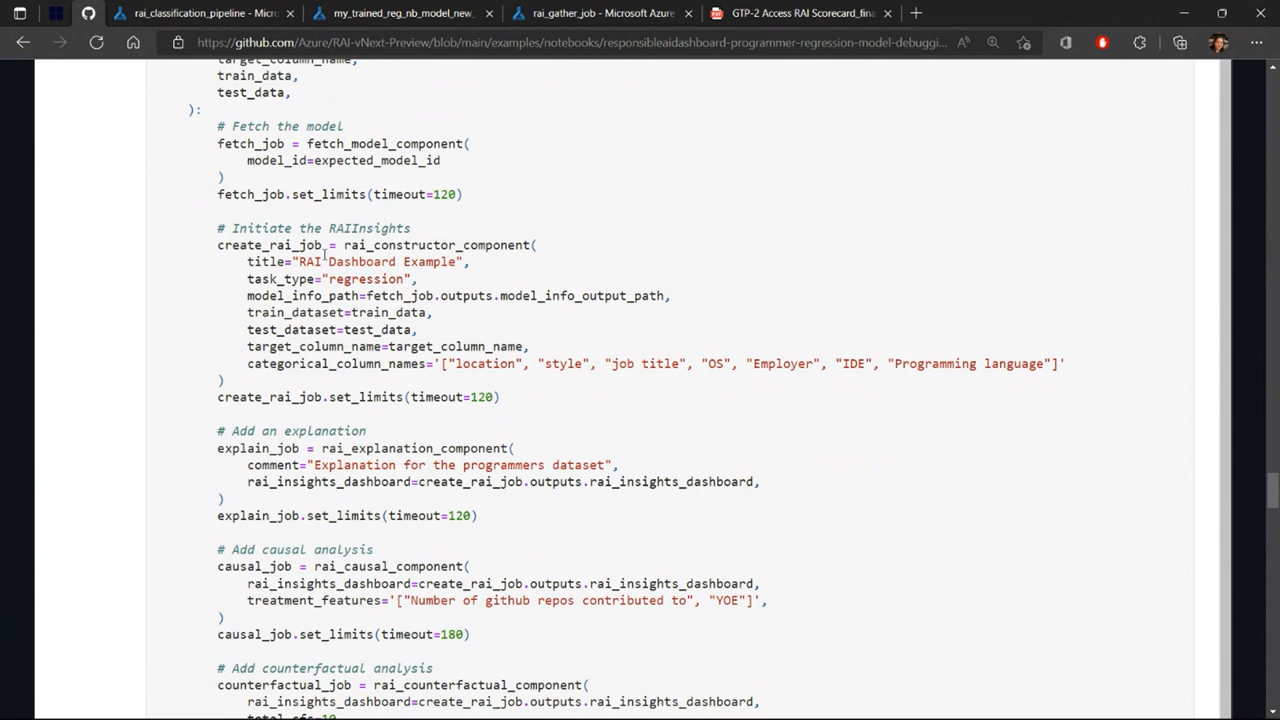 rai_classification_pipeline - Micro
my_trained_reg_nb_model_new_
rai_gather_job - Microsoft Azure
GTP-2 Access RAI Scorecard_fina
https://github.com/Azure/RAI-vNext-Preview/blob/main/examples/notebooks/responsibleaidashboard-programmer-regression-model-debuggi...
target_column_name,
train_data,
test_data,
):
# Fetch the model
fetch_job = fetch_model_component(
model_id=expected_model_id
)
fetch_job.set_limits(timeout=120)
# Initiate the RAIInsights
create_rai_job = rai_constructor_component(
title="RAI Dashboard Example",
task_type="regression",
model_info_path=fetch_job.outputs.model_info_output_path,
train_dataset=train_data,
test_dataset=test_data,
target_column_name=target_column_name,
categorical_column_names='["location", "style", "job title", "OS", "Employer", "IDE", "Programming language"]'
)
create_rai_job.set_limits(timeout=120)
# Add an explanation
explain_job = rai_explanation_component(
comment="Explanation for the programmers dataset",
rai_insights_dashboard=create_rai_job.outputs.rai_insights_dashboard,
)
explain_job.set_limits(timeout=120)
# Add causal analysis
causal_job = rai_causal_component(
rai_insights_dashboard=create_rai_job.outputs.rai_insights_dashboard,
treatment_features='["Number of github repos contributed to", "YOE"]',
)
causal_job.set_limits(timeout=180)
# Add counterfactual analysis
counterfactual_job = rai_counterfactual_component(
rai_insights_dashboard=create_rai_job.outputs.rai_insights_dashboard,
total_cfs=10